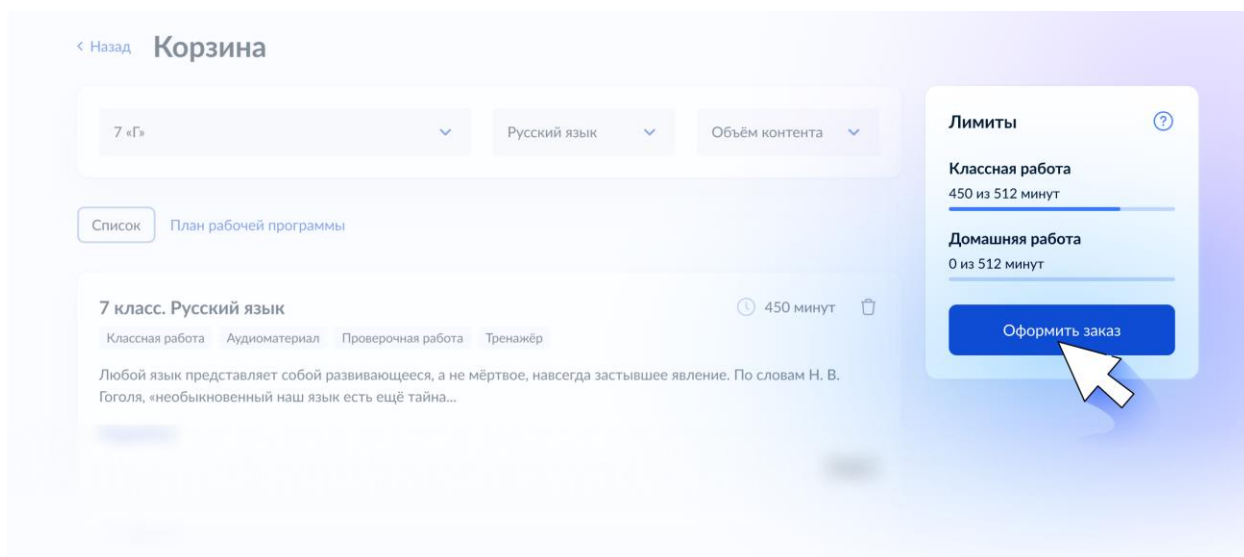 Назад Корзина
7 «Г» Русский язык Объём контента
Список План рабочей программы
7 класс. Русский язык 450 минут
Классная работа Аудиоматериал Проверочная работа Тренажёр
Любой язык представляет собой развивающееся, а не мёртвое, навсегда застывшее явление. По словам Н. В.
Гоголя, «необыкновенный наш язык есть ещё тайна...
Лимиты ?
Классная работа
450 из 512 минут
Домашняя работа
0 из 512 минут
Оформить заказ